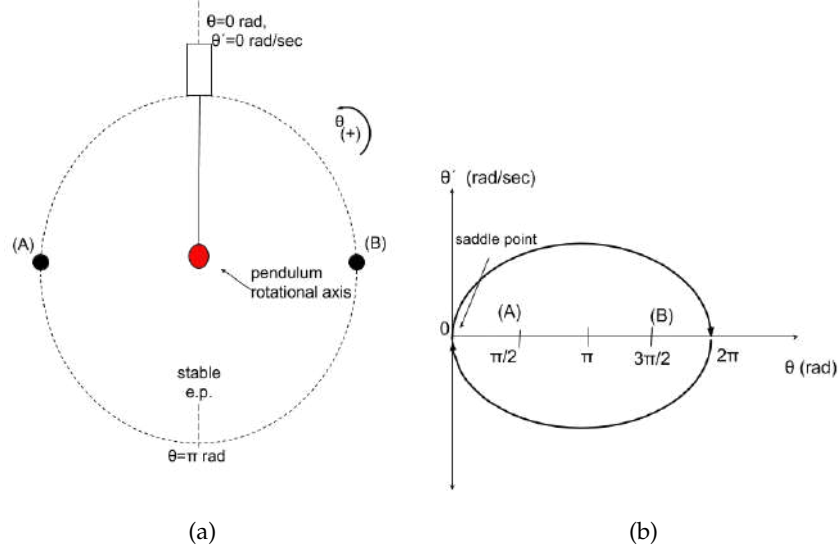 θ=0 rad,
θ´=0 rad/sec
θ
(+)
(A)
(B)
pendulum
rotational axis
stable
e.p.
θ=π rad
(a)
θ´ (rad/sec)
saddle point
(A)
(B)
0
π/2
π
3π/2
2π
θ (rad)
(b)